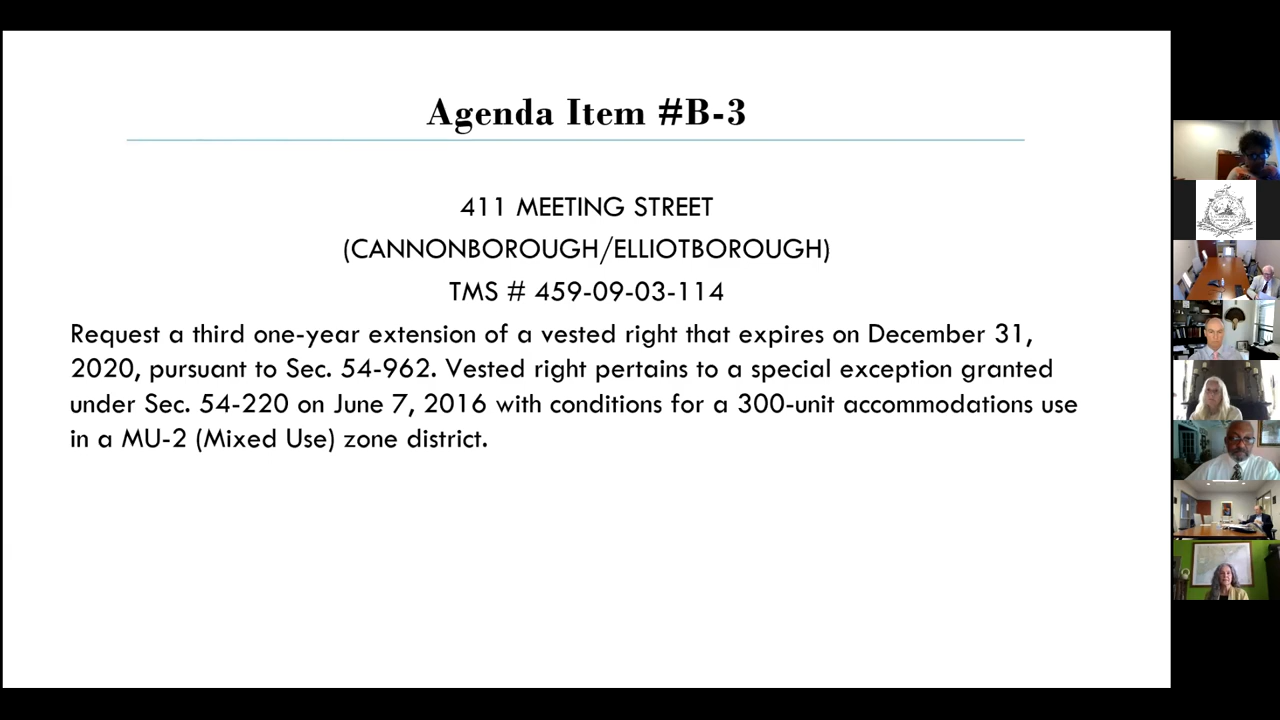 Agenda Item #B-3
411 MEETING STREET
(CANNONBOROUGH/ELLIOTBOROUGH)
TMS # 459-09-03-114
Request a third one-year extension of a vested right that expires on December 31,
2020, pursuant to Sec. 54-962. Vested right pertains to a special exception granted
under Sec. 54-220 on June 7, 2016 with conditions for a 300-unit accommodations use
in a MU-2 (Mixed Use) zone district.